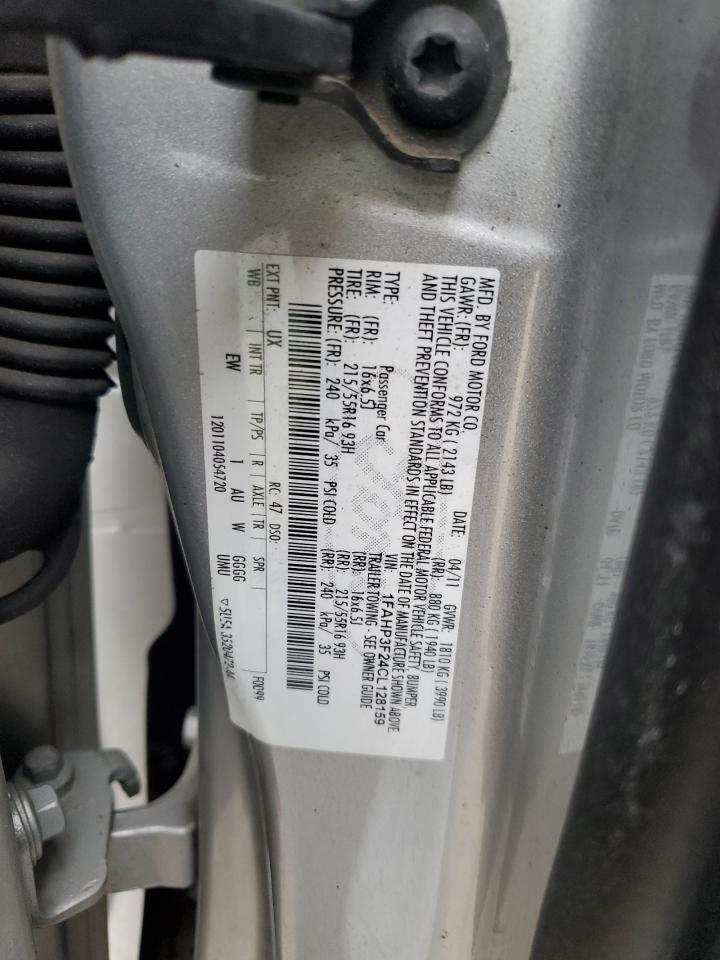 MFD. BY FORD MOTOR CO.
DATE: 04/11 GVWR: 1810 KG ( 3990 LB)
GAWR: (FR): 972 KG ( 2143 LB) (RR): 880 KG ( 1940 LB)
THIS VEHICLE CONFORMS TO ALL APPLICABLE FEDERAL MOTOR VEHICLE SAFETY, BUMPER
AND THEFT PREVENTION STANDARDS IN EFFECT ON THE DATE OF MANUFACTURE SHOWN ABOVE
VIN: 1FAHP3F24CL128159
TYPE: Passenger Car TRAILER TOWING - SEE OWNER GUIDE
RIM: (FR): 16x6.5J (RR): 16x6.5J
TIRE: (FR): 215/55R16 93H (RR): 215/55R16 93H
PRESSURE: (FR): 240 kPa/ 35 PSI COLD (RR): 240 kPa/ 35 PSI COLD
EXT PNT: UX RC: 47 DSO: F0099
WB INT TR TP/PS R AXLE TR SPR
EW 1 AU W GGGG
1201104054720 UMU